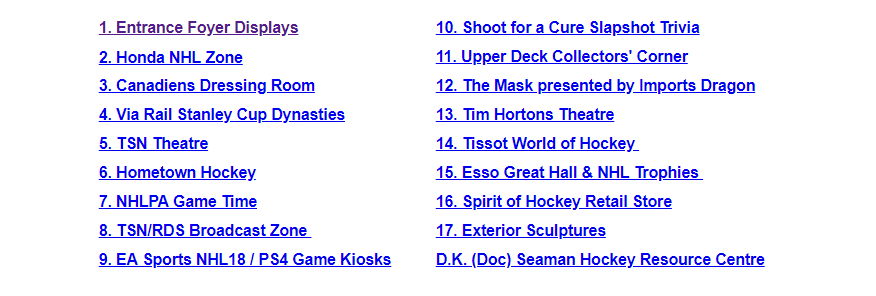 1. Entrance Foyer Displays
2. Honda NHL Zone
3. Canadiens Dressing Room
4. Via Rail Stanley Cup Dynasties
5. TSN Theatre
6. Hometown Hockey
7. NHLPA Game Time
8. TSN/RDS Broadcast Zone
9. EA Sports NHL18 / PS4 Game Kiosks
10. Shoot for a Cure Slapshot Trivia
11. Upper Deck Collectors' Corner
12. The Mask presented by Imports Dragon
13. Tim Hortons Theatre
14. Tissot World of Hockey
15. Esso Great Hall & NHL Trophies
16. Spirit of Hockey Retail Store
17. Exterior Sculptures
D.K. (Doc) Seaman Hockey Resource Centre